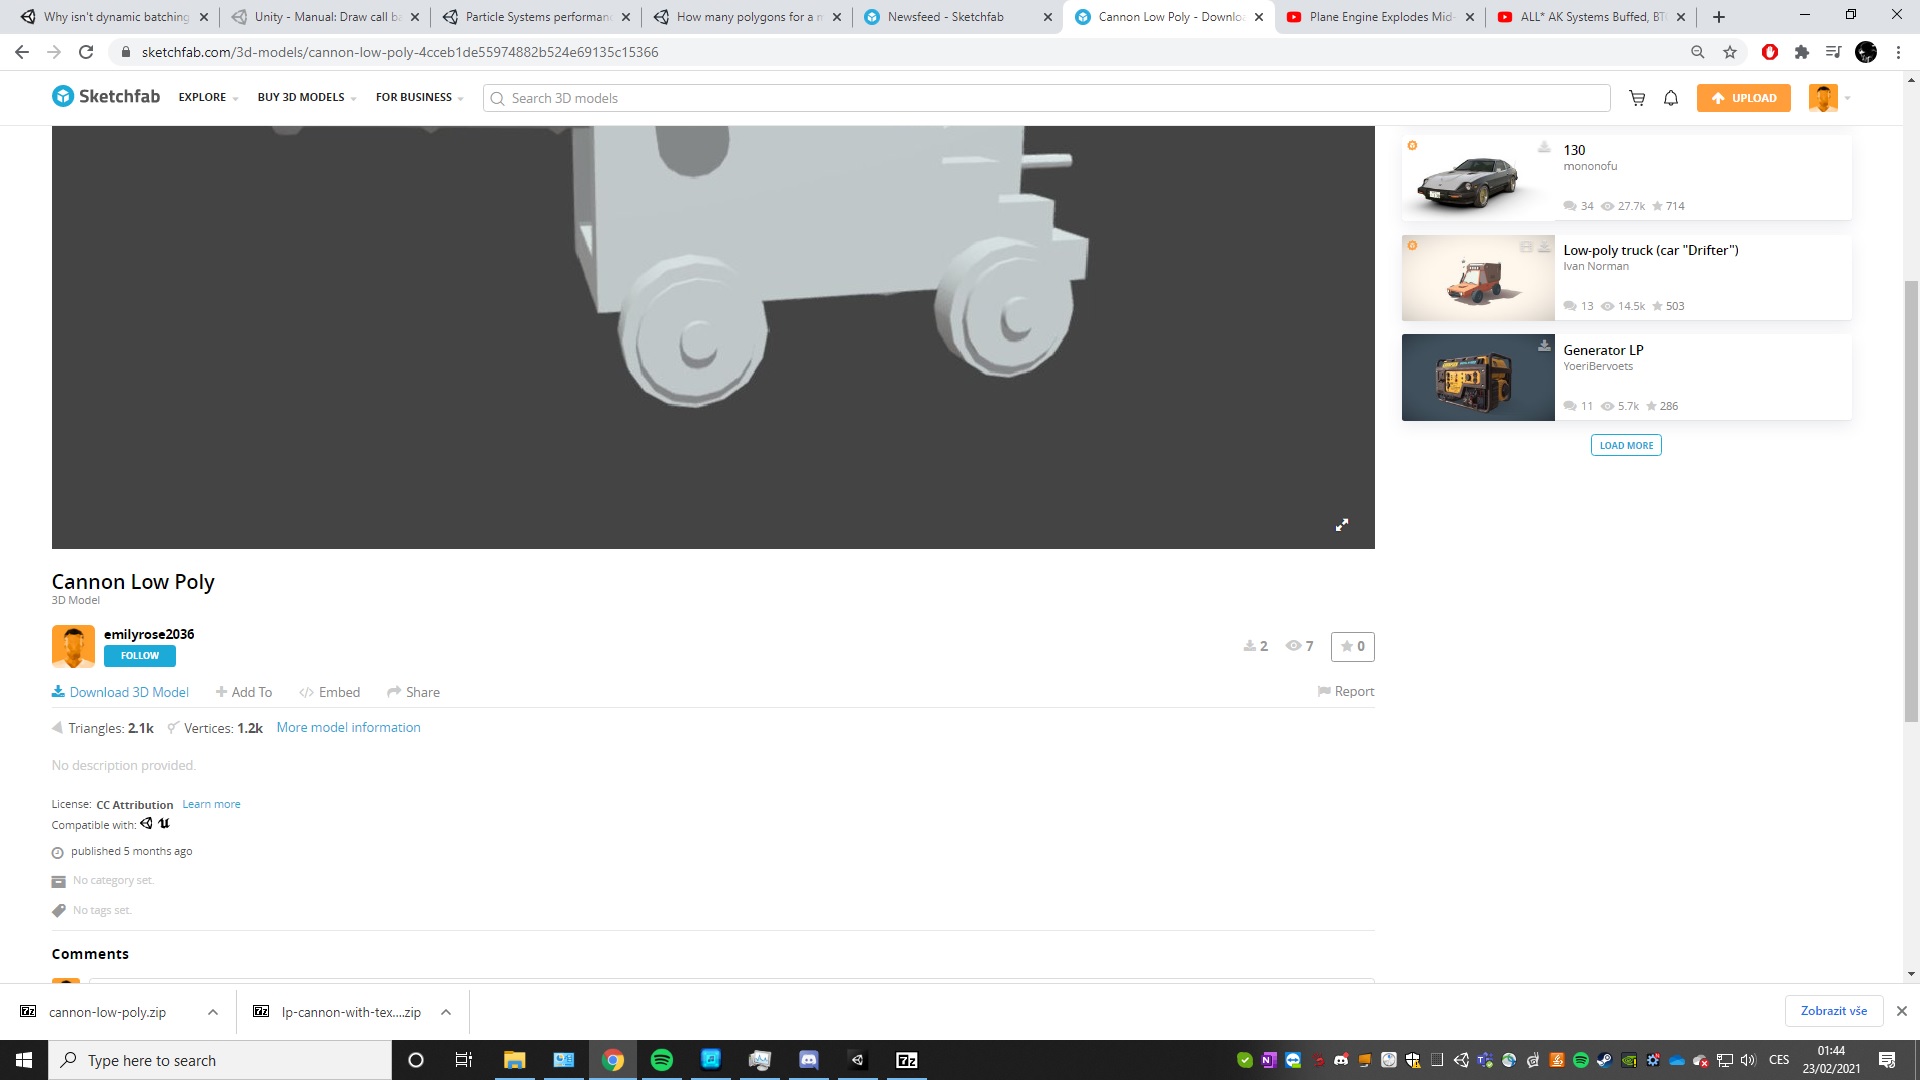 Why isn't dynamic batching
Unity - Manual: Draw call ba
Particle Systems performanc
How many polygons for a m
Newsfeed - Sketchfab
Cannon Low Poly - Downloa
Plane Engine Explodes Mid-
ALL* AK Systems Buffed, BT
sketchfab.com/3d-models/cannon-low-poly-4cceb1de55974882b524e69135c15366
Sketchfab EXPLORE BUY 3D MODELS FOR BUSINESS Search 3D models UPLOAD
130
mononofu
34 27.7k 714
Low-poly truck (car "Drifter")
Ivan Norman
13 14.5k 503
Generator LP
YoeriBervoets
11 5.7k 286
LOAD MORE
Cannon Low Poly
3D Model
emilyrose2036
FOLLOW
2 7 0
Download 3D Model Add To Embed Share Report
Triangles: 2.1k Vertices: 1.2k More model information
No description provided.
License: CC Attribution Learn more
Compatible with:
published 5 months ago
No category set.
No tags set.
Comments
cannon-low-poly.zip
lp-cannon-with-tex....zip
Zobrazit vše
Type here to search
CES
01:44
23/02/2021